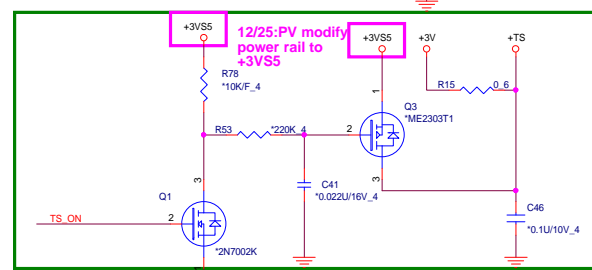 +3VS5
12/25:PV modify
power rail to
+3VS5
+3VS5
+3V
+TS
R78
*10K/F_4
R15
0_6
1
Q3
*ME2303T1
R53
*220K_4
2
3
3
C41
*0.022U/16V_4
Q1
TS_ON
2
*2N7002K
C46
*0.1U/10V_4